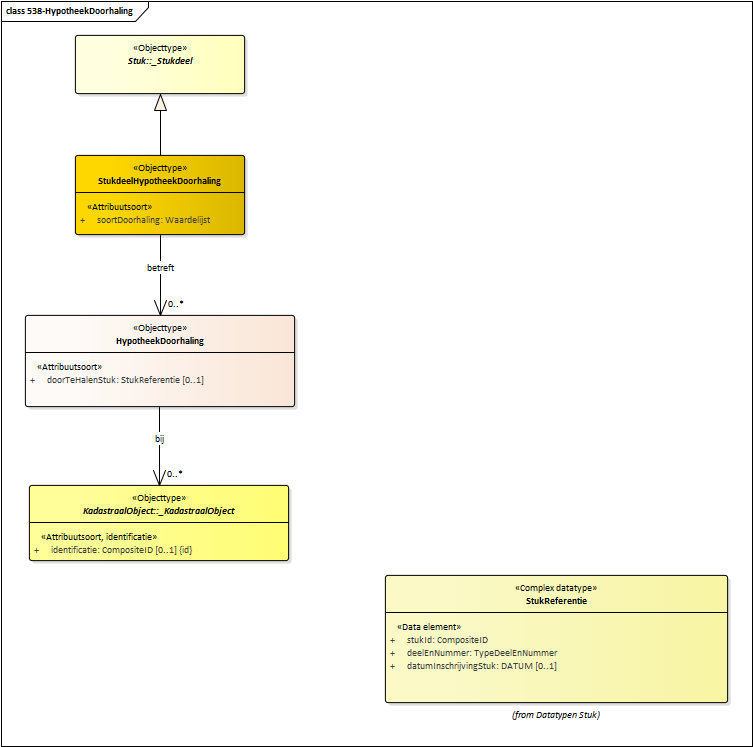 class 538-HypotheekDoorhaling
«Objecttype»
Stuk::_Stukdeel
«Objecttype»
StukdeelHypotheekDoorhaling
«Attribuutsoort»
+ soortDoorhaling: Waardelijst
betreft
0..*
«Objecttype»
HypotheekDoorhaling
«Attribuutsoort»
+ doorTeHalenStuk: StukReferentie [0..1]
bij
0..*
«Objecttype»
KadastraalObject::_KadastraalObject
«Attribuutsoort, identificatie»
+ identificatie: CompositeID [0..1] {id}
«Complex datatype»
StukReferentie
«Data element»
+ stukId: CompositeID
+ deelEnNummer: TypeDeelEnNummer
+ datumInschrijvingStuk: DATUM [0..1]
(from Datatypen Stuk)